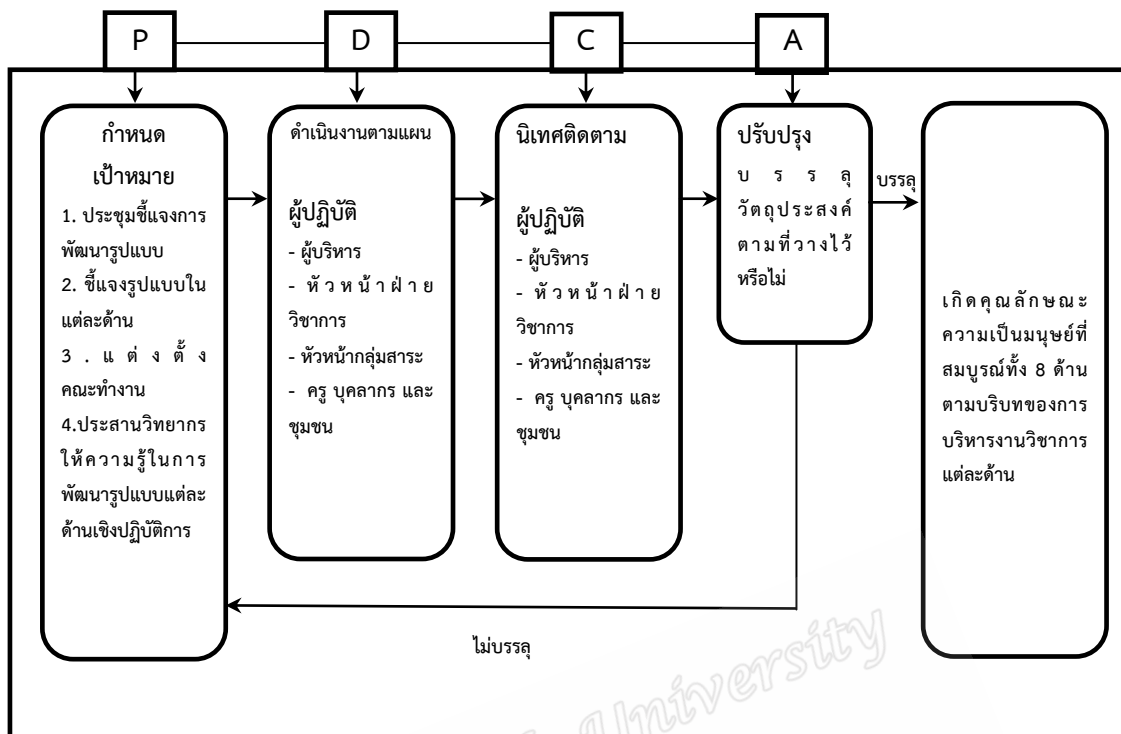 P
D
C
A
กำหนด
เป้าหมาย
1. ประชุมชี้แจงการ
พัฒนารูปแบบ
2. ชี้แจงรูปแบบใน
แต่ละด้าน
3 . แ ต่ ง ตั้ ง
คณะทำงาน
4.ประสานวิทยากร
ให้ความรู้ในการ
พัฒนารูปแบบแต่ละ
ด้านเชิงปฏิบัติการ
ดำเนินงานตามแผน
ผู้ปฏิบัติ
- ผู้บริหาร
- หั ว ห น้ า ฝ่ า ย
วิชาการ
- หัวหน้ากลุ่มสาระ
- ครู บุคลากร และ
ชุมชน
นิเทศติดตาม
ผู้ปฏิบัติ
- ผู้บริหาร
- หั ว ห น้ า ฝ่ า ย
วิชาการ
- หัวหน้ากลุ่มสาระ
- ครู บุคลากร และ
ชุมชน
ปรับปรุง
บ ร ร ลุ
วัตถุประสงค์
ตามที่วางไว้
หรือไม่
บรรลุ
เกิดคุณลักษณะ
ความเป็นมนุษย์ที่
สมบูรณ์ทั้ง 8 ด้าน
ตามบริบทของการ
บริหารงานวิชาการ
แต่ละด้าน
ไม่บรรลุ
University